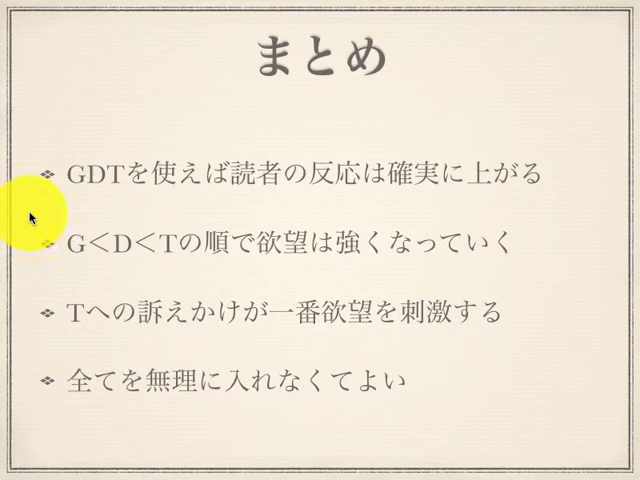 まとめ
GDTを使えば読者の反応は確実に上がる
G＜D＜Tの順で欲望は強くなっていく
Tへの訴えかけが一番欲望を刺激する
全てを無理に入れなくてよい